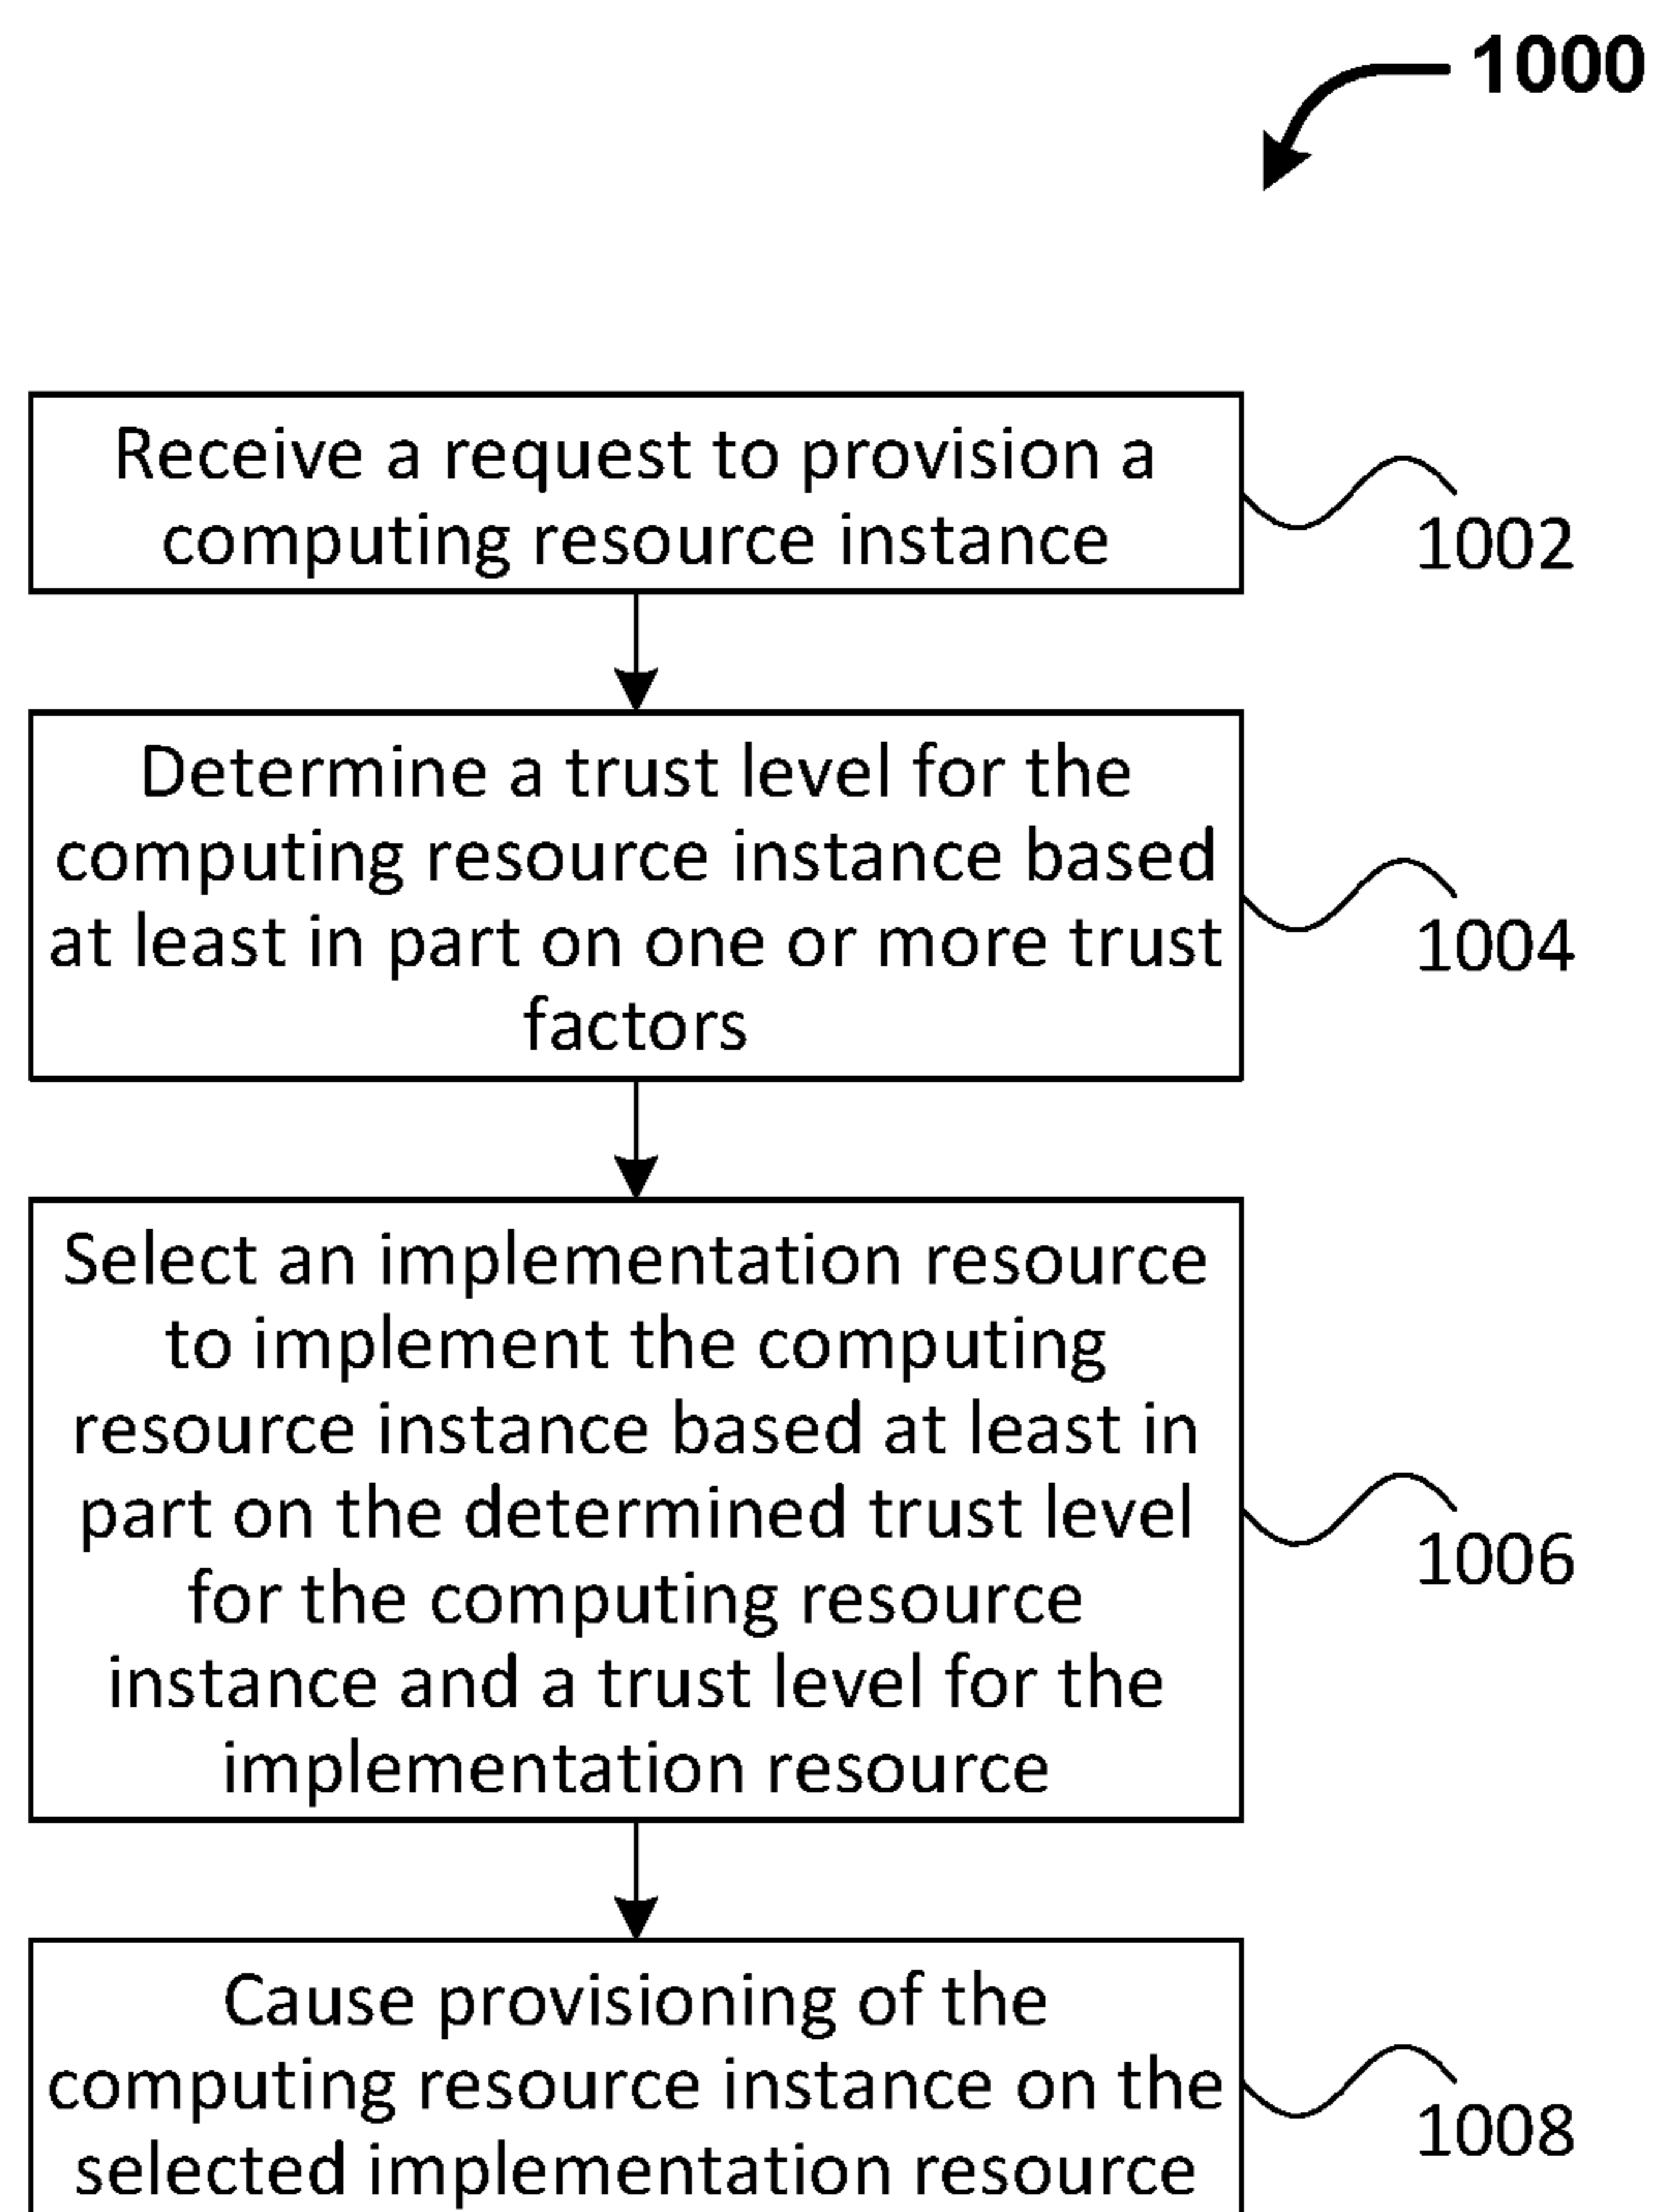 1000
Receive a request to provision a
computing resource instance
1002
Determine a trust level for the
computing resource instance based
at least in part on one or more trust
factors
1004
Select an implementation resource
to implement the computing
resource instance based at least in
part on the determined trust level
for the computing resource
instance and a trust level for the
implementation resource
1006
Cause provisioning of the
computing resource instance on the
selected implementation resource
1008